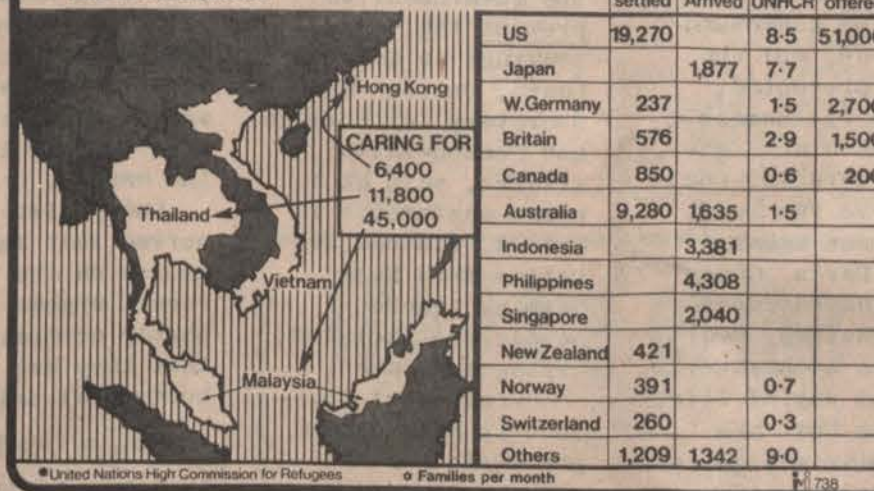 settled Arrived UNHCR offered
US 19,270 8·5 51,000
Japan 1,877 7·7
W.Germany 237 1·5 2,700
Britain 576 2·9 1,500
Canada 850 0·6 200
Australia 9,280 1,635 1·5
Indonesia 3,381
Philippines 4,308
Singapore 2,040
New Zealand 421
Norway 391 0·7
Switzerland 260 0·3
Others 1,209 1,342 9·0
Hong Kong
CARING FOR
6,400
11,800
45,000
Thailand
Vietnam
Malaysia
•United Nations High Commission for Refugees
o Families per month
738